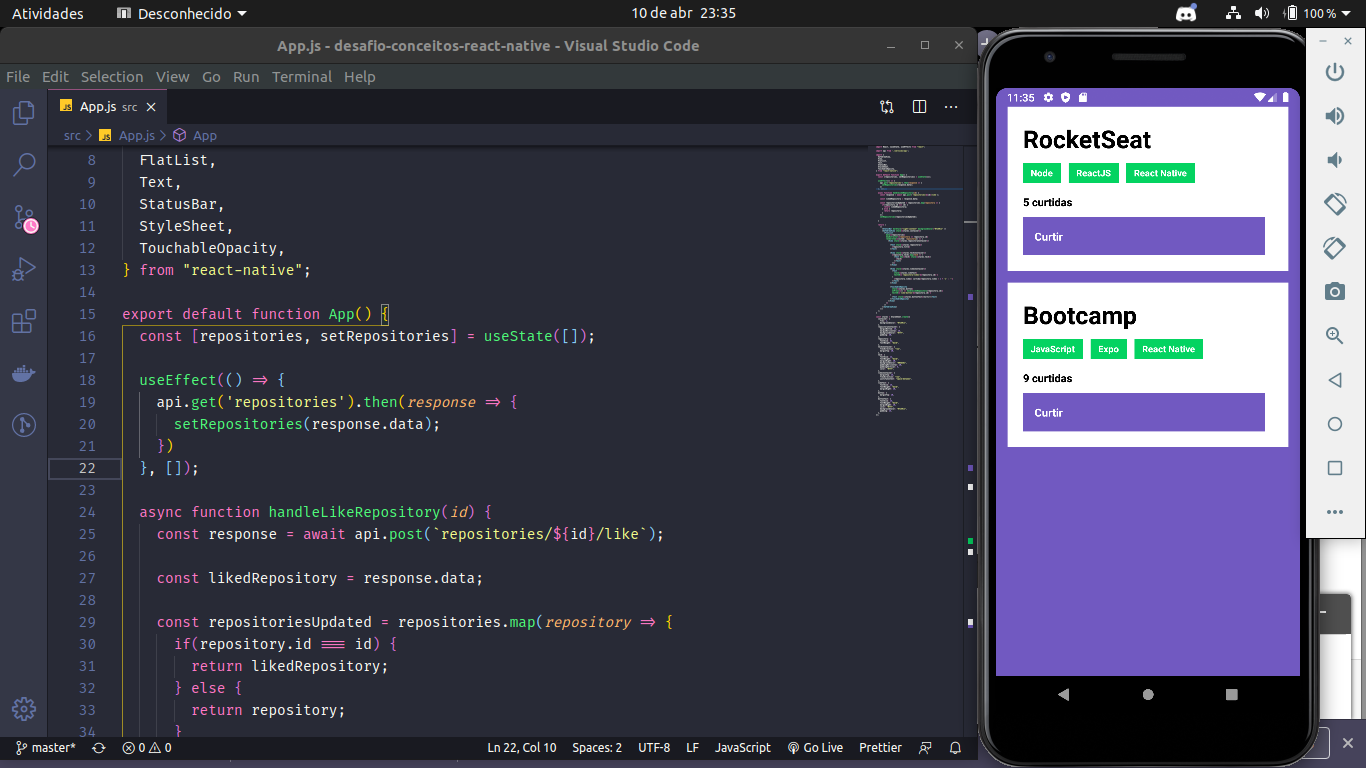 Atividades
Desconhecido
10 de abr 23:35
100 %
App.js - desafio-conceitos-react-native - Visual Studio Code
File Edit Selection View Go Run Terminal Help
JS App.js src
src > JS App.js > App
8 FlatList,
9 Text,
10 StatusBar,
11 StyleSheet,
12 TouchableOpacity,
13 } from "react-native";
14
15 export default function App() {
16 const [repositories, setRepositories] = useState([]);
17
18 useEffect(() => {
19 api.get('repositories').then(response => {
20 setRepositories(response.data);
21 })
22 }, []);
23
24 async function handleLikeRepository(id) {
25 const response = await api.post(`repositories/${id}/like`);
26
27 const likedRepository = response.data;
28
29 const repositoriesUpdated = repositories.map(repository => {
30 if(repository.id === id) {
31 return likedRepository;
32 } else {
33 return repository;
34 }
master* 0 0 Ln 22, Col 10 Spaces: 2 UTF-8 LF JavaScript Go Live Prettier
11:35
RocketSeat
Node ReactJS React Native
5 curtidas
Curtir
Bootcamp
JavaScript Expo React Native
9 curtidas
Curtir